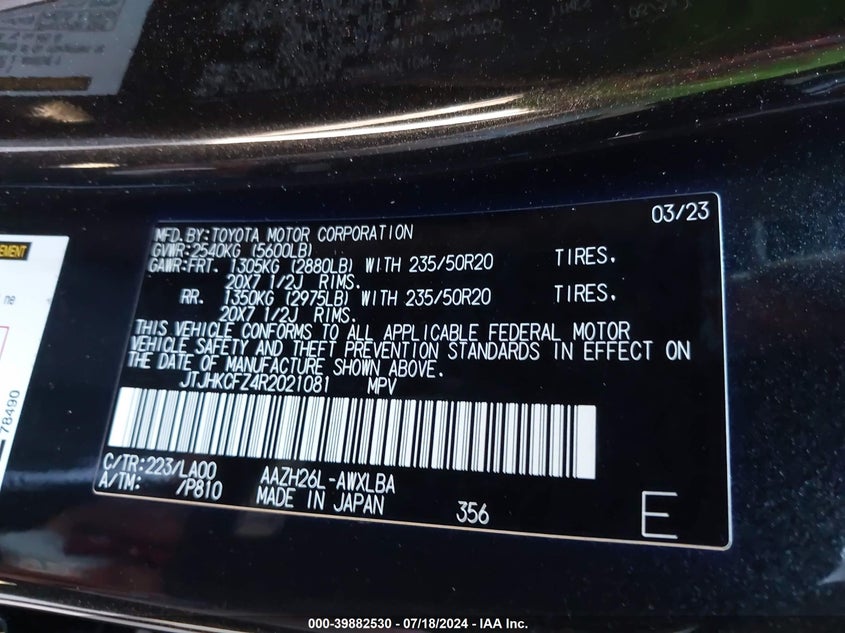 03/23
MFD.BY:TOYOTA MOTOR CORPORATION
GVWR:2540KG (5600LB)
GAWR:FRT. 1305KG (2880LB) WITH 235/50R20 TIRES.
20X7 1/2J RIMS.
RR. 1350KG (2975LB) WITH 235/50R20 TIRES.
20X7 1/2J RIMS.
THIS VEHICLE CONFORMS TO ALL APPLICABLE FEDERAL MOTOR
VEHICLE SAFETY AND THEFT PREVENTION STANDARDS IN EFFECT ON
THE DATE OF MANUFACTURE SHOWN ABOVE.
JTJHKCFZ4R2021081 MPV
C/TR:223/LA00 AAZH26L-AWXLBA
A/TM: /P810 MADE IN JAPAN 356
E
ne
78490
000-39882530 - 07/18/2024 - IAA Inc.